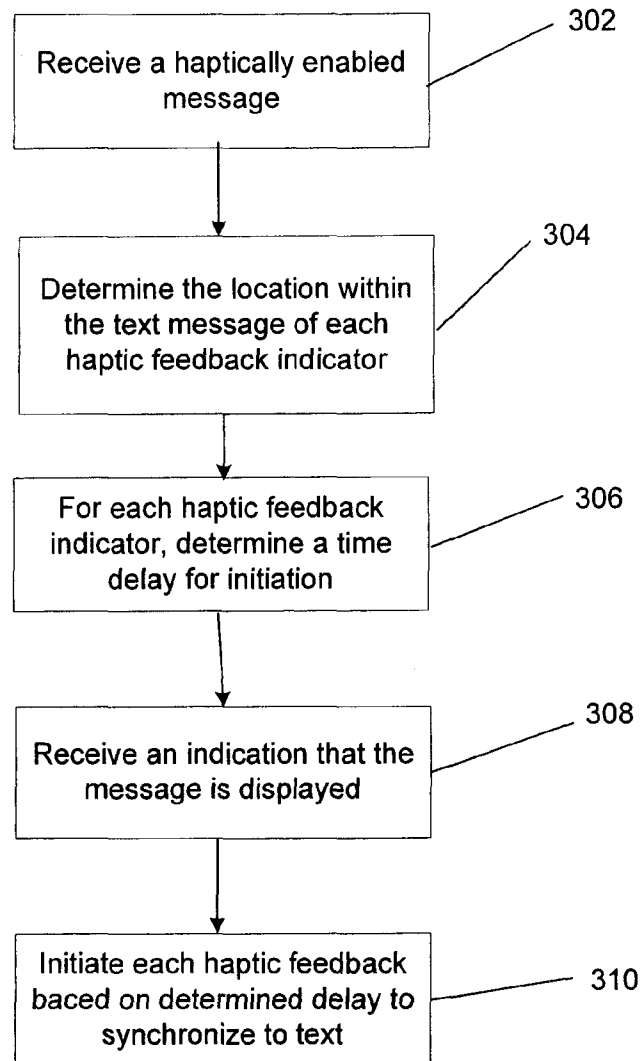 302
Receive a haptically enabled
message
304
Determine the location within
the text message of each
haptic feedback indicator
306
For each haptic feedback
indicator, determine a time
delay for initiation
308
Receive an indication that the
message is displayed
310
Initiate each haptic feedback
baced on determined delay to
synchronize to text